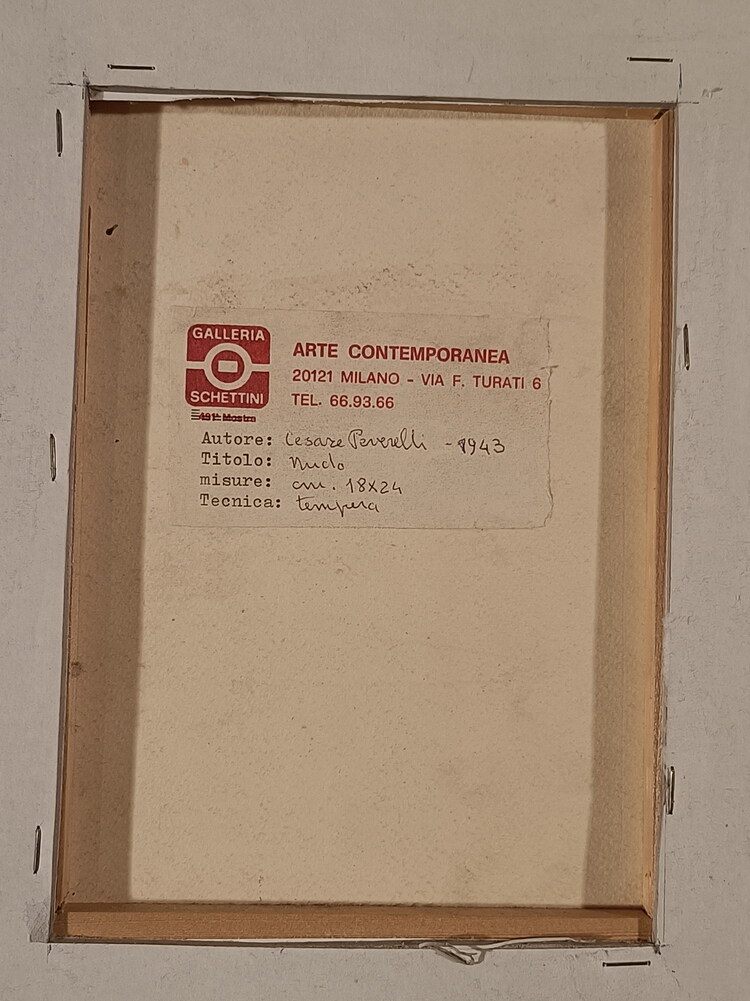 GALLERIA
SCHETTINI
ARTE CONTEMPORANEA
20121 MILANO - VIA F. TURATI 6
TEL. 66.93.66
Mostra
Autore: Cesare Peverelli - 1943
Titolo: Nudo
misure: cm. 18x24
Tecnica: tempera